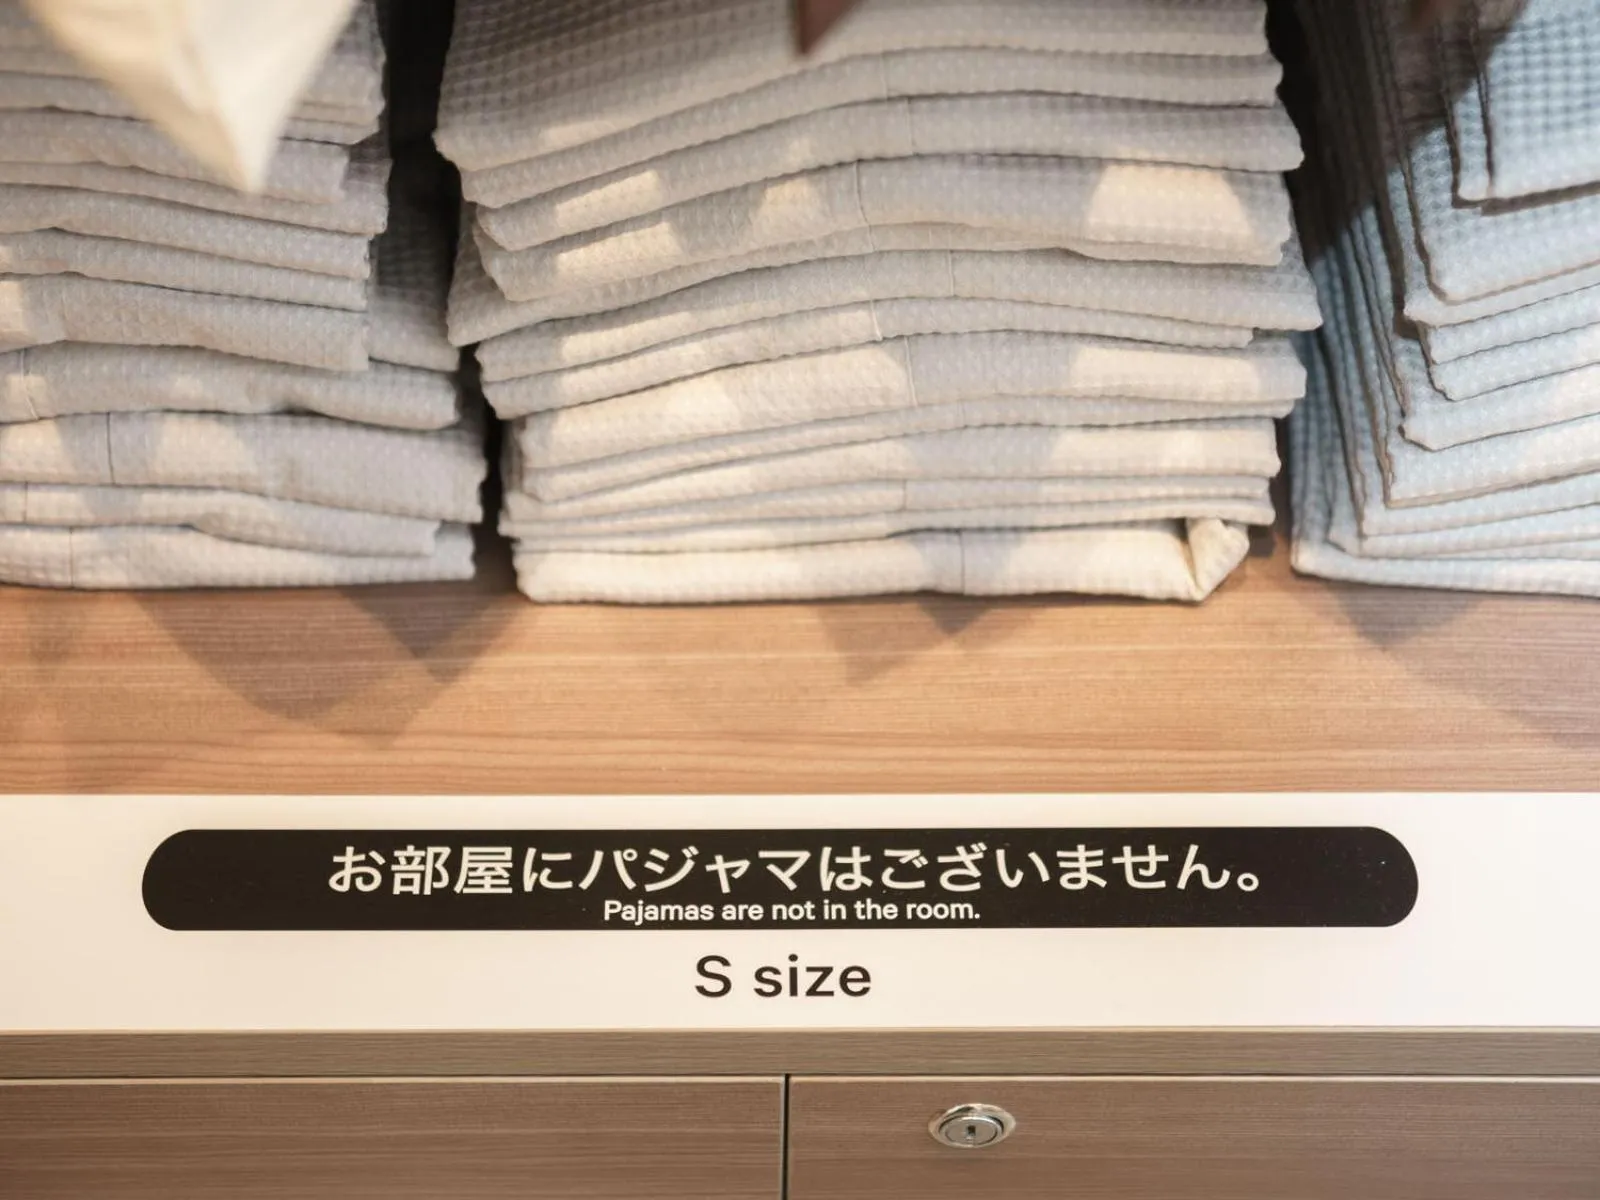 お部屋にパジャマはございません。
Pajamas are not in the room.
S size